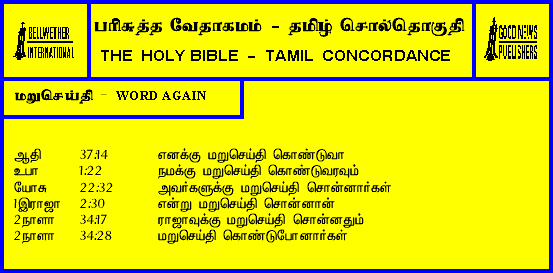 BELLWETHER
INTERNATIONAL
பரிசுத்த வேதாகமம் - தமிழ் சொல்தொகுதி
THE HOLY BIBLE - TAMIL CONCORDANCE
GOOD NEWS
PUBLISHERS
மறுசெய்தி - WORD AGAIN
ஆதி 37:14 எனக்கு மறுசெய்தி கொண்டுவா
உபா 1:22 நமக்கு மறுசெய்தி கொண்டுவரவும்
யோசு 22:32 அவர்களுக்கு மறுசெய்தி சொன்னார்கள்
1இராஜா 2:30 என்று மறுசெய்தி சொன்னான்
2நாளா 34:17 ராஜாவுக்கு மறுசெய்தி சொன்னதும்
2நாளா 34:28 மறுசெய்தி கொண்டுபோனார்கள்